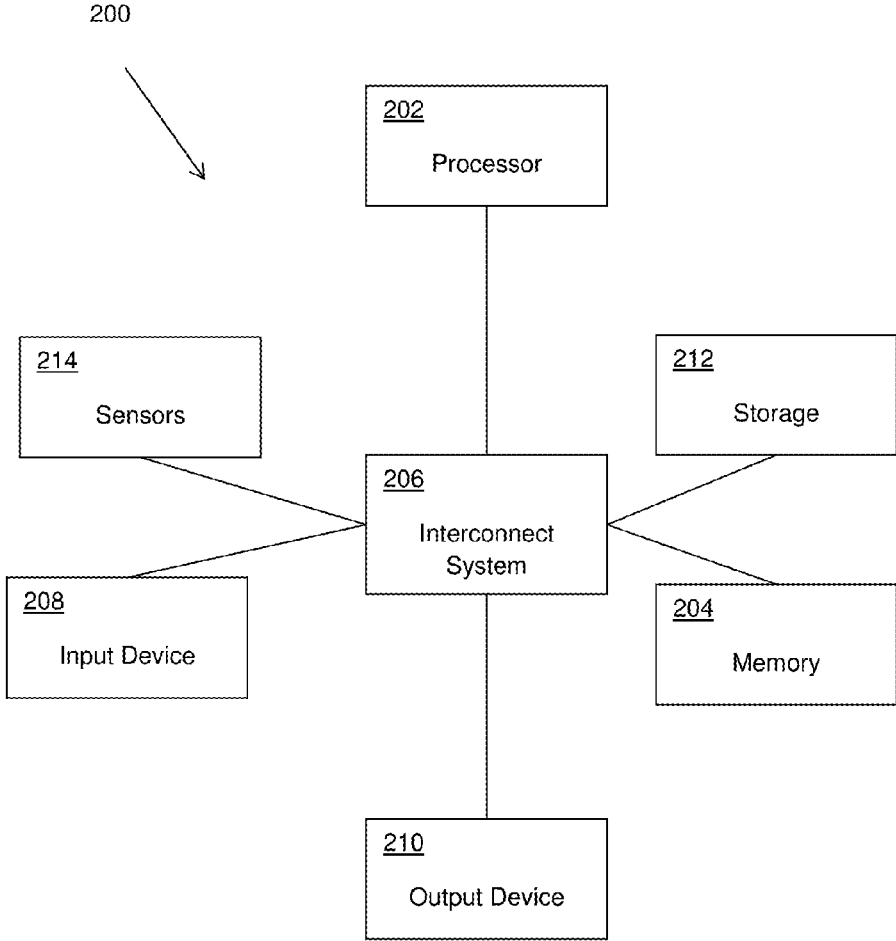 200
202
Processor
214
Sensors
212
Storage
206
Interconnect
System
208
Input Device
204
Memory
210
Output Device